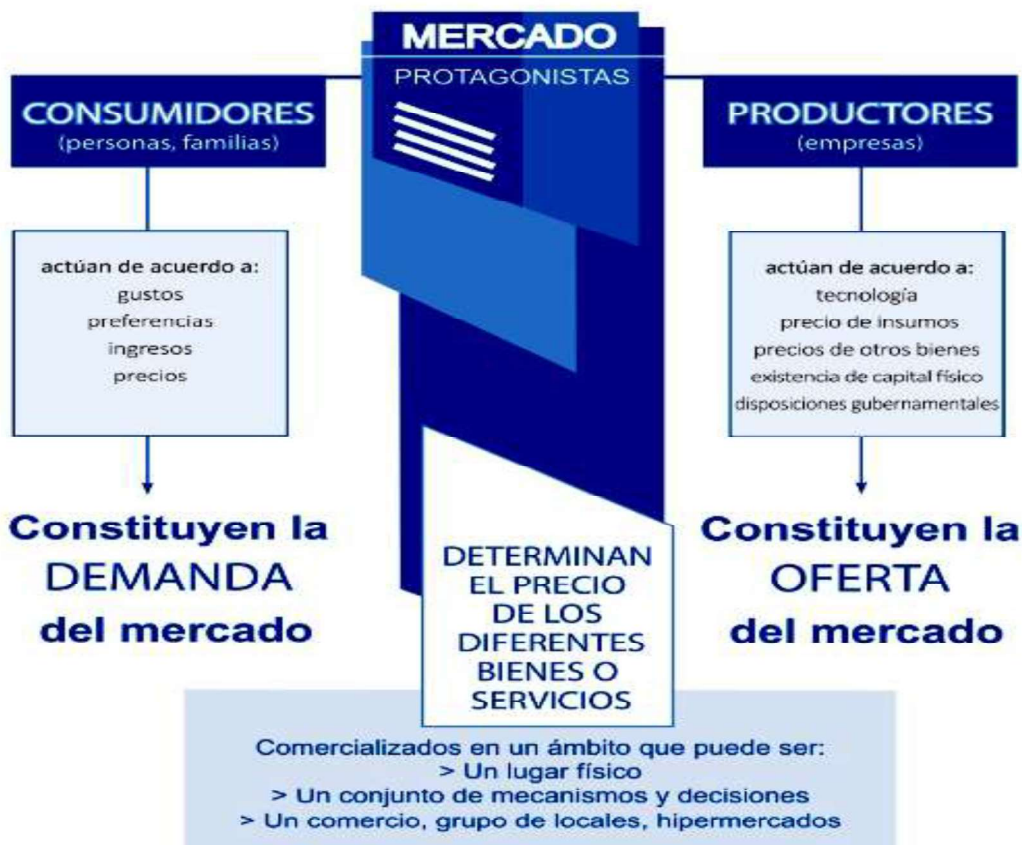 MERCADO
PROTAGONISTAS
CONSUMIDORES
(personas, familias)
actúan de acuerdo a:
gustos
preferencias
ingresos
precios
Constituyen la
DEMANDA
del mercado
PRODUCTORES
(empresas)
actúan de acuerdo a:
tecnología
precio de insumos
precios de otros bienes
existencia de capital físico
disposiciones gubernamentales
Constituyen la
OFERTA
del mercado
DETERMINAN
EL PRECIO
DE LOS
DIFERENTES
BIENES O
SERVICIOS
Comercializados en un ámbito que puede ser:
> Un lugar físico
> Un conjunto de mecanismos y decisiones
> Un comercio, grupo de locales, hipermercados